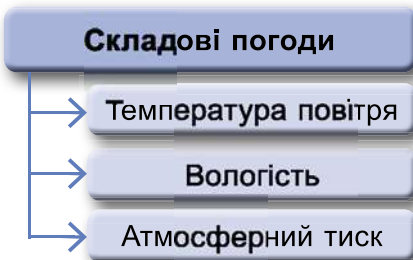 Складові погоди
Температура повітря
Вологість
Атмосферний тиск